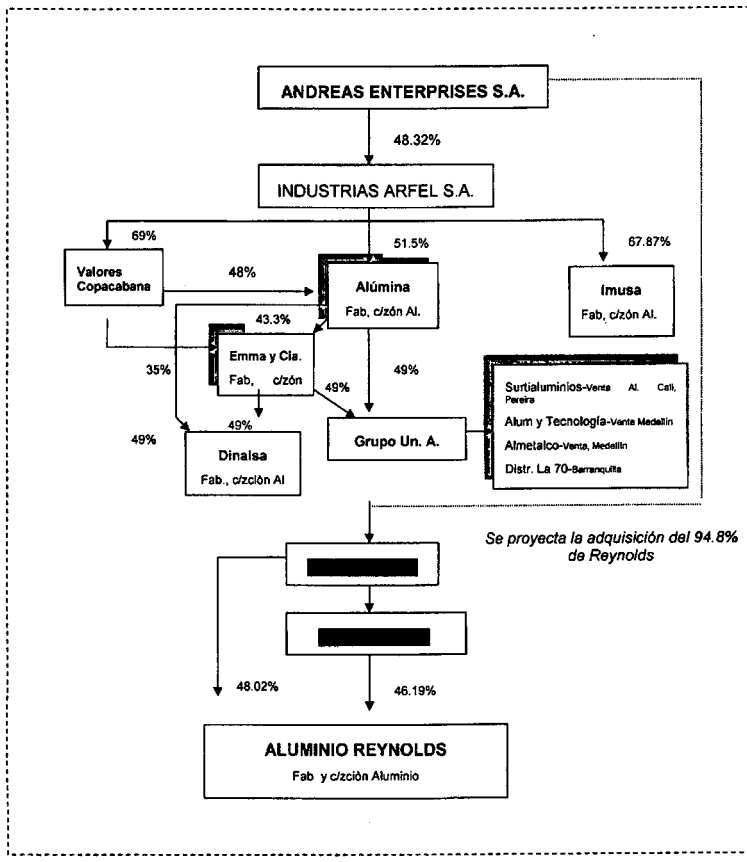 ANDREAS ENTERPRISES S.A.
48.32%
INDUSTRIAS ARFEL S.A.
69%
51.5%
67.87%
Valores
Copacabana
48%
Alúmina
Fab, c/zón Al.
Imusa
Fab, c/zón Al.
43.3%
Emma y Cia.
Fab, c/zón
35%
49%
49%
Surtialuminios-Venta Al. Cali,
Pereira
Alum y Tecnología-Venta Medellin
Almetalco-Venta, Medellin
Distr. La 70-Barranquilla
49%
49%
Grupo Un. A.
Dinalsa
Fab., c/zción Al
Se proyecta la adquisición del 94.8%
de Reynolds
48.02%
46.19%
ALUMINIO REYNOLDS
Fab y c/zción Aluminio